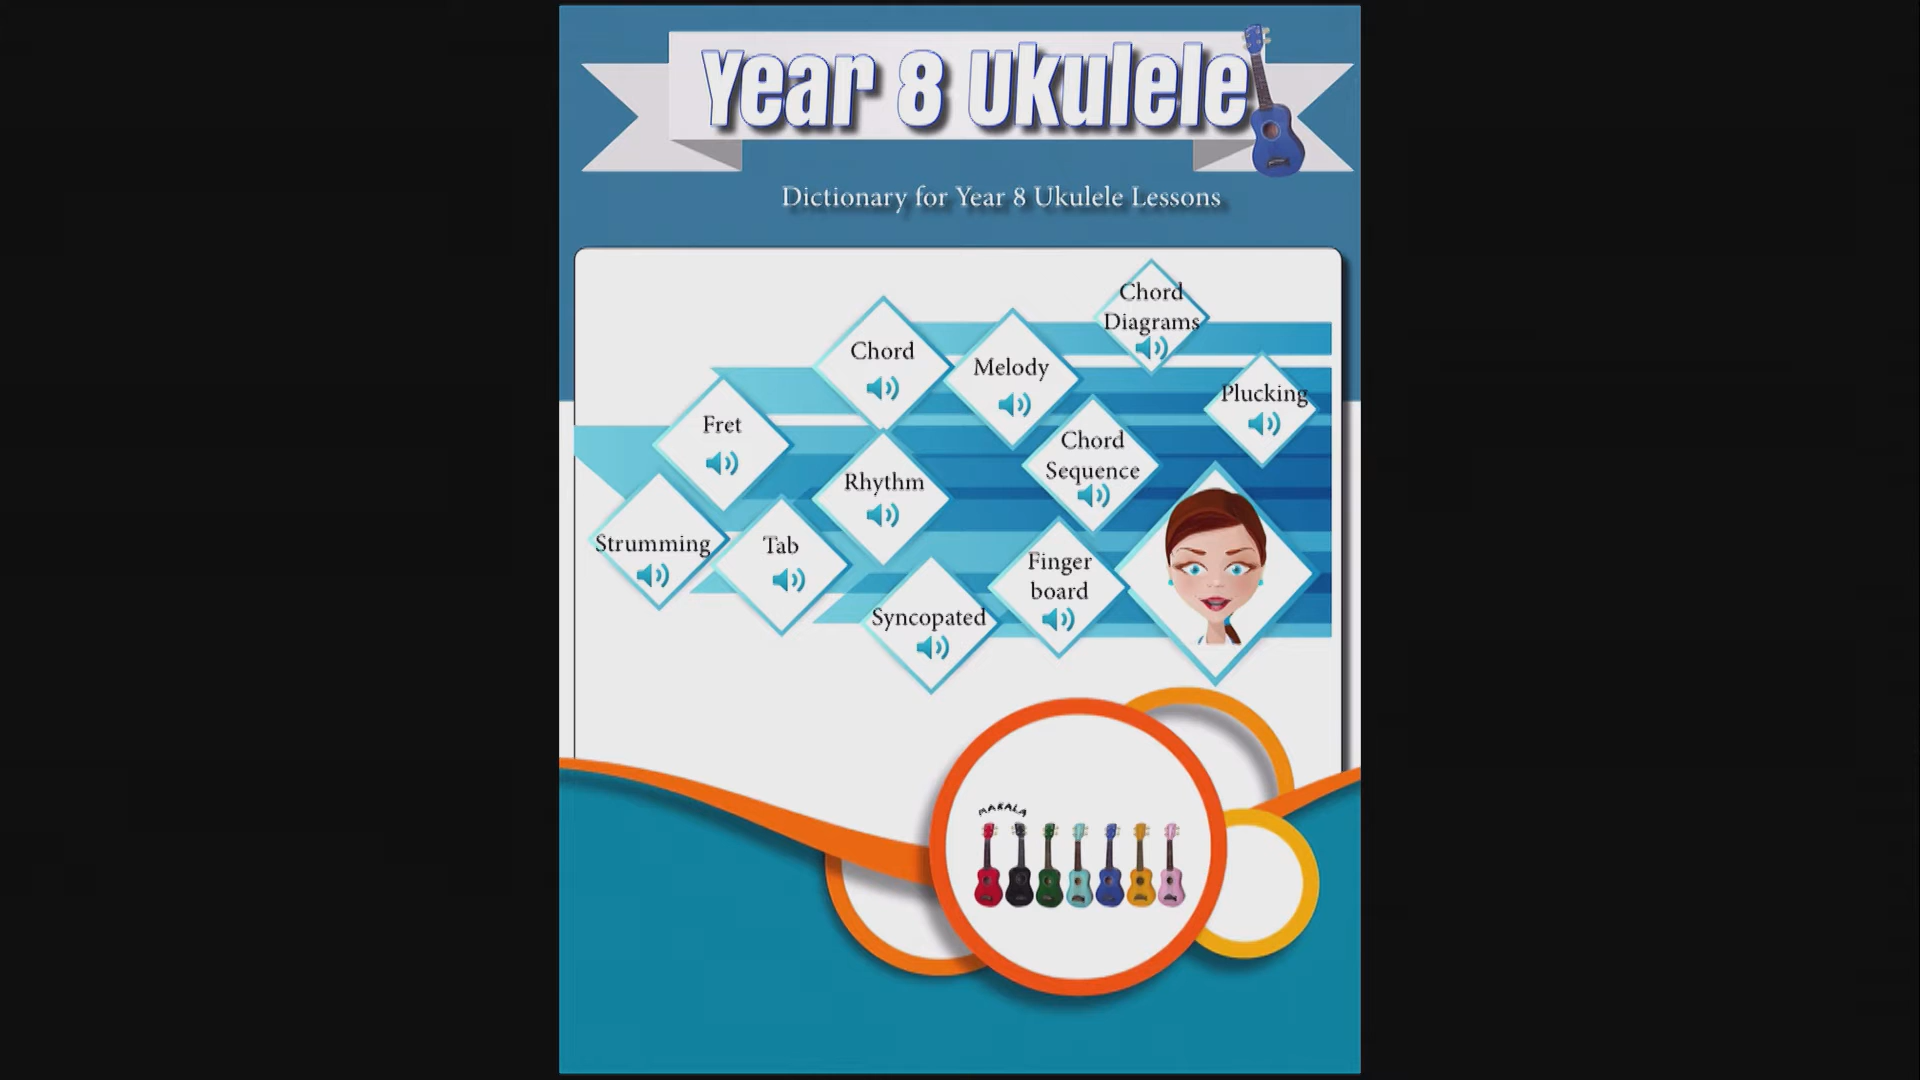 Year 8 Ukulele
Dictionary for Year 8 Ukulele Lessons
Chord
Diagrams
Chord
Melody
Plucking
Fret
Chord
Sequence
Rhythm
Strumming
Tab
Finger
board
Syncopated
MAKALA